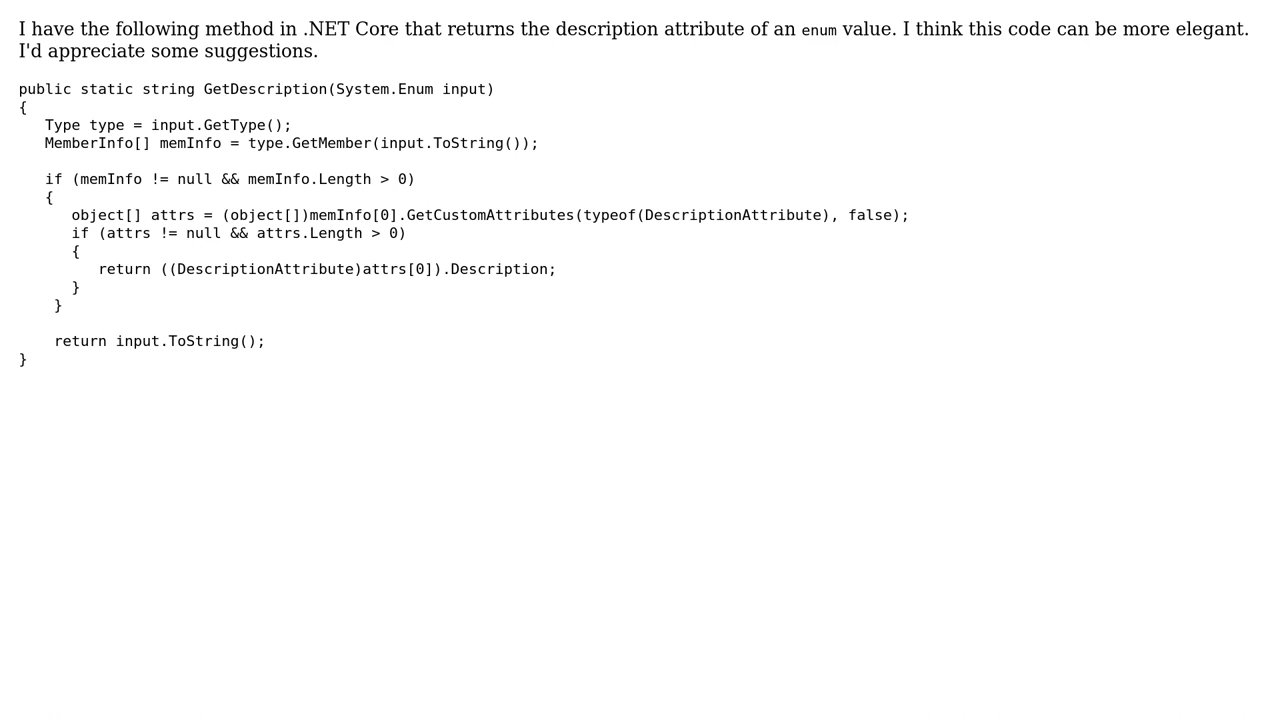 I have the following method in .NET Core that returns the description attribute of an enum value. I think this code can be more elegant.
I'd appreciate some suggestions.
public static string GetDescription(System.Enum input)
{
   Type type = input.GetType();
   MemberInfo[] memInfo = type.GetMember(input.ToString());
   if (memInfo != null && memInfo.Length > 0)
   {
      object[] attrs = (object[])memInfo[0].GetCustomAttributes(typeof(DescriptionAttribute), false);
      if (attrs != null && attrs.Length > 0)
      {
         return ((DescriptionAttribute)attrs[0]).Description;
      }
    }
    return input.ToString();
}